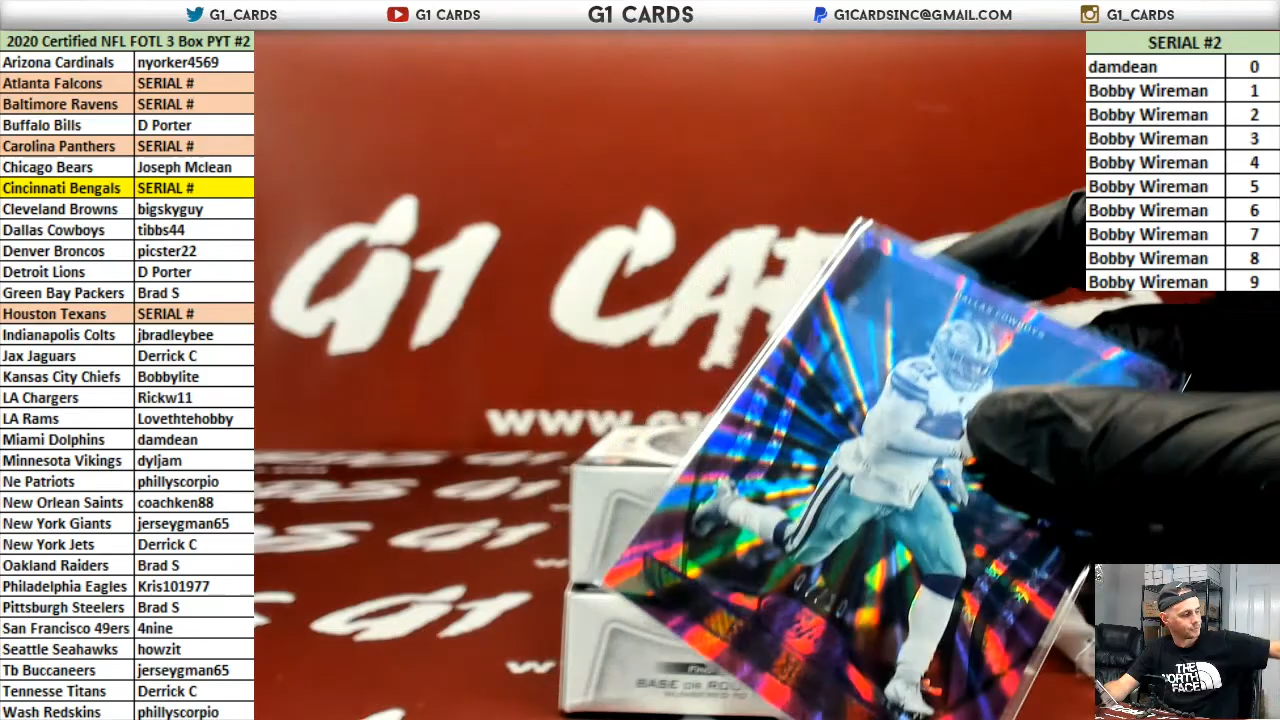 G1_CARDS
G1 CARDS
G1 CARDS
G1CARDSINC@GMAIL.COM
G1_CARDS
2020 Certified NFL FOTL 3 Box PYT #2
Arizona Cardinals nyorker4569
Atlanta Falcons SERIAL #
Baltimore Ravens SERIAL #
Buffalo Bills D Porter
Carolina Panthers SERIAL #
Chicago Bears Joseph Mclean
Cincinnati Bengals SERIAL #
Cleveland Browns bigskyguy
Dallas Cowboys tibbs44
Denver Broncos picster22
Detroit Lions D Porter
Green Bay Packers Brad S
Houston Texans SERIAL #
Indianapolis Colts jbradleybee
Jax Jaguars Derrick C
Kansas City Chiefs Bobbylite
LA Chargers Rickw11
LA Rams Lovethtehobby
Miami Dolphins damdean
Minnesota Vikings dyljam
Ne Patriots phillyscorpio
New Orlean Saints coachken88
New York Giants jerseygman65
New York Jets Derrick C
Oakland Raiders Brad S
Philadelphia Eagles Kris101977
Pittsburgh Steelers Brad S
San Francisco 49ers 4nine
Seattle Seahawks howzit
Tb Buccaneers jerseygman65
Tennesse Titans Derrick C
Wash Redskins phillyscorpio
SERIAL #2
damdean 0
Bobby Wireman 1
Bobby Wireman 2
Bobby Wireman 3
Bobby Wireman 4
Bobby Wireman 5
Bobby Wireman 6
Bobby Wireman 7
Bobby Wireman 8
Bobby Wireman 9
G1
www.
DALLAS COWBOYS
21
BASE OR
THE
NORTH
FACE